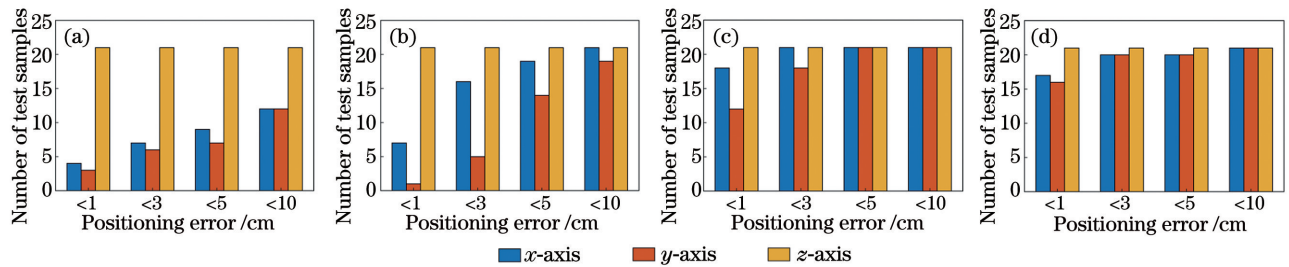 (a)
Number of test samples
25
20
15
10
5
0
<1 <3 <5 <10
Positioning error /cm
(b)
Number of test samples
25
20
15
10
5
0
<1 <3 <5 <10
Positioning error /cm
(c)
Number of test samples
25
20
15
10
5
0
<1 <3 <5 <10
Positioning error /cm
(d)
Number of test samples
25
20
15
10
5
0
<1 <3 <5 <10
Positioning error /cm
x-axis y-axis z-axis